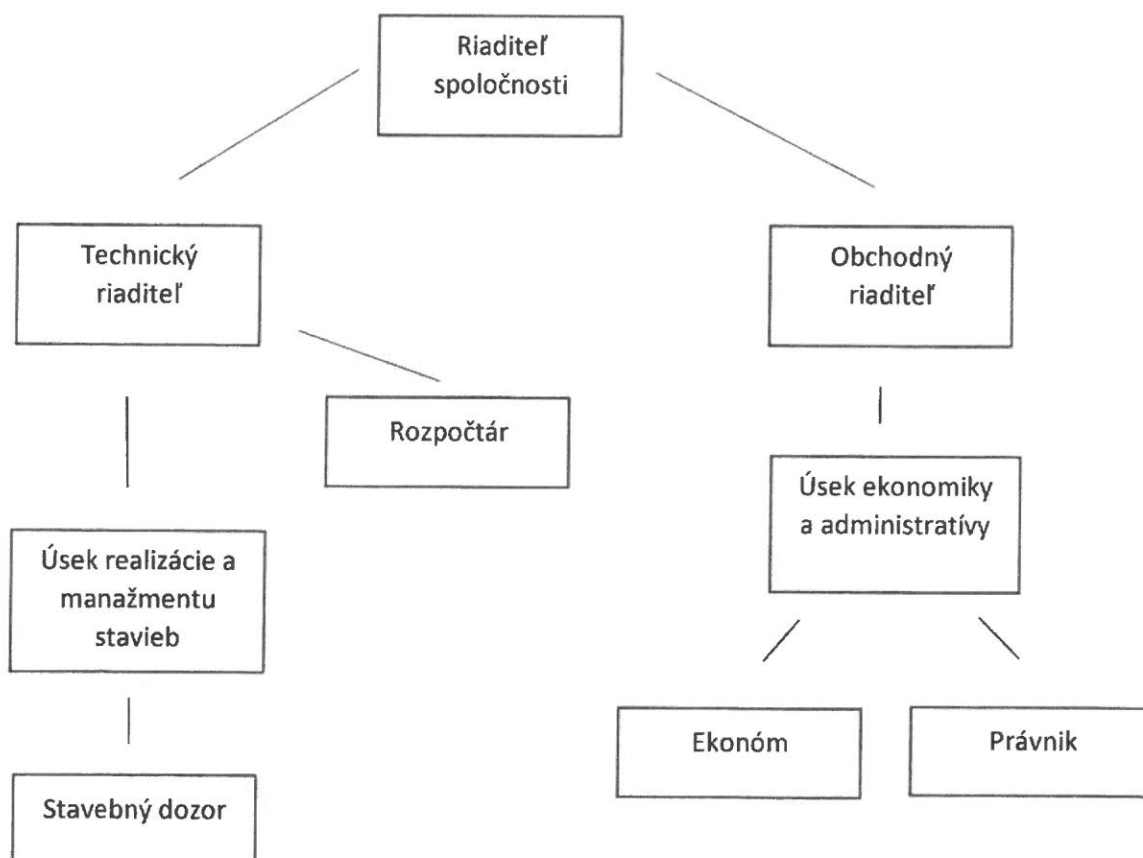 Riaditeľ
spoločnosti
Technický
riaditeľ
Obchodný
riaditeľ
Rozpočtár
Úsek ekonomiky
a administratívy
Úsek realizácie a
manažmentu
stavieb
Ekonóm
Právnik
Stavebný dozor